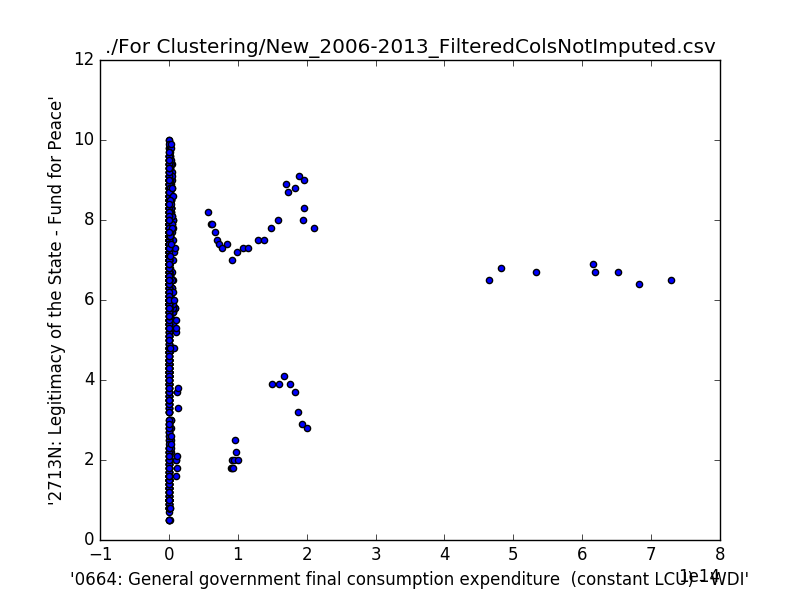 ./For Clustering/New_2006-2013_FilteredColsNotImputed.csv
12
10
8
6
4
2
0
'2713N: Legitimacy of the State - Fund for Peace'
−1 0 1 2 3 4 5 6 7 8
1e14
'0664: General government final consumption expenditure (constant LCU) - WDI'